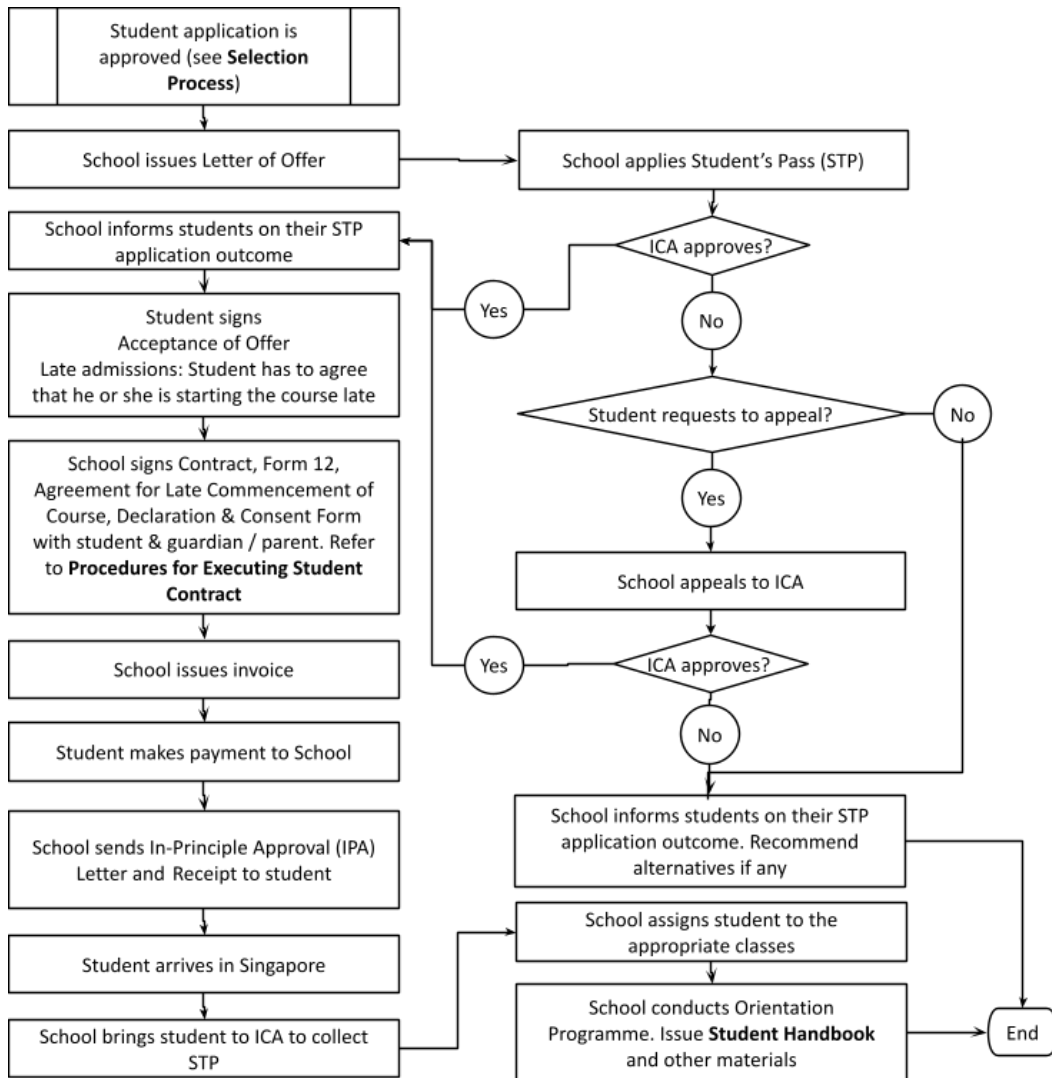 Student application is
approved (see Selection
Process)
School issues Letter of Offer
School applies Student's Pass (STP)
School informs students on their STP
application outcome
ICA approves?
Yes
No
Student signs
Acceptance of Offer
Late admissions: Student has to agree
that he or she is starting the course late
Student requests to appeal?
No
School signs Contract, Form 12,
Agreement for Late Commencement of
Course, Declaration & Consent Form
with student & guardian / parent. Refer
to Procedures for Executing Student
Contract
Yes
School appeals to ICA
School issues invoice
Yes
ICA approves?
No
Student makes payment to School
School sends In-Principle Approval (IPA)
Letter and Receipt to student
School informs students on their STP
application outcome. Recommend
alternatives if any
Student arrives in Singapore
School assigns student to the
appropriate classes
School brings student to ICA to collect
STP
School conducts Orientation
Programme. Issue Student Handbook
and other materials
End